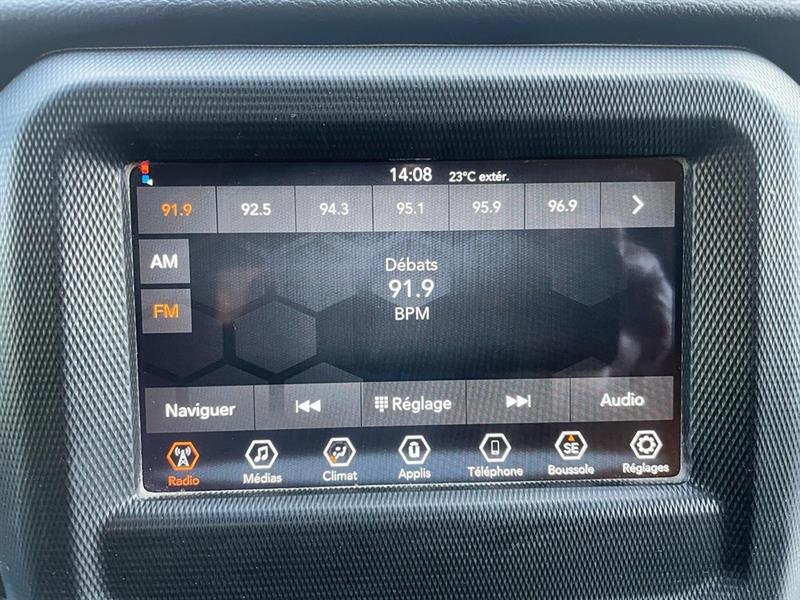 14:08 23°C extér.
91.9 92.5 94.3 95.1 95.9 96.9
AM
Débats
91.9
FM
BPM
Naviguer Réglage Audio
SE
Radio Médias Climat Applis Téléphone Boussole Réglages